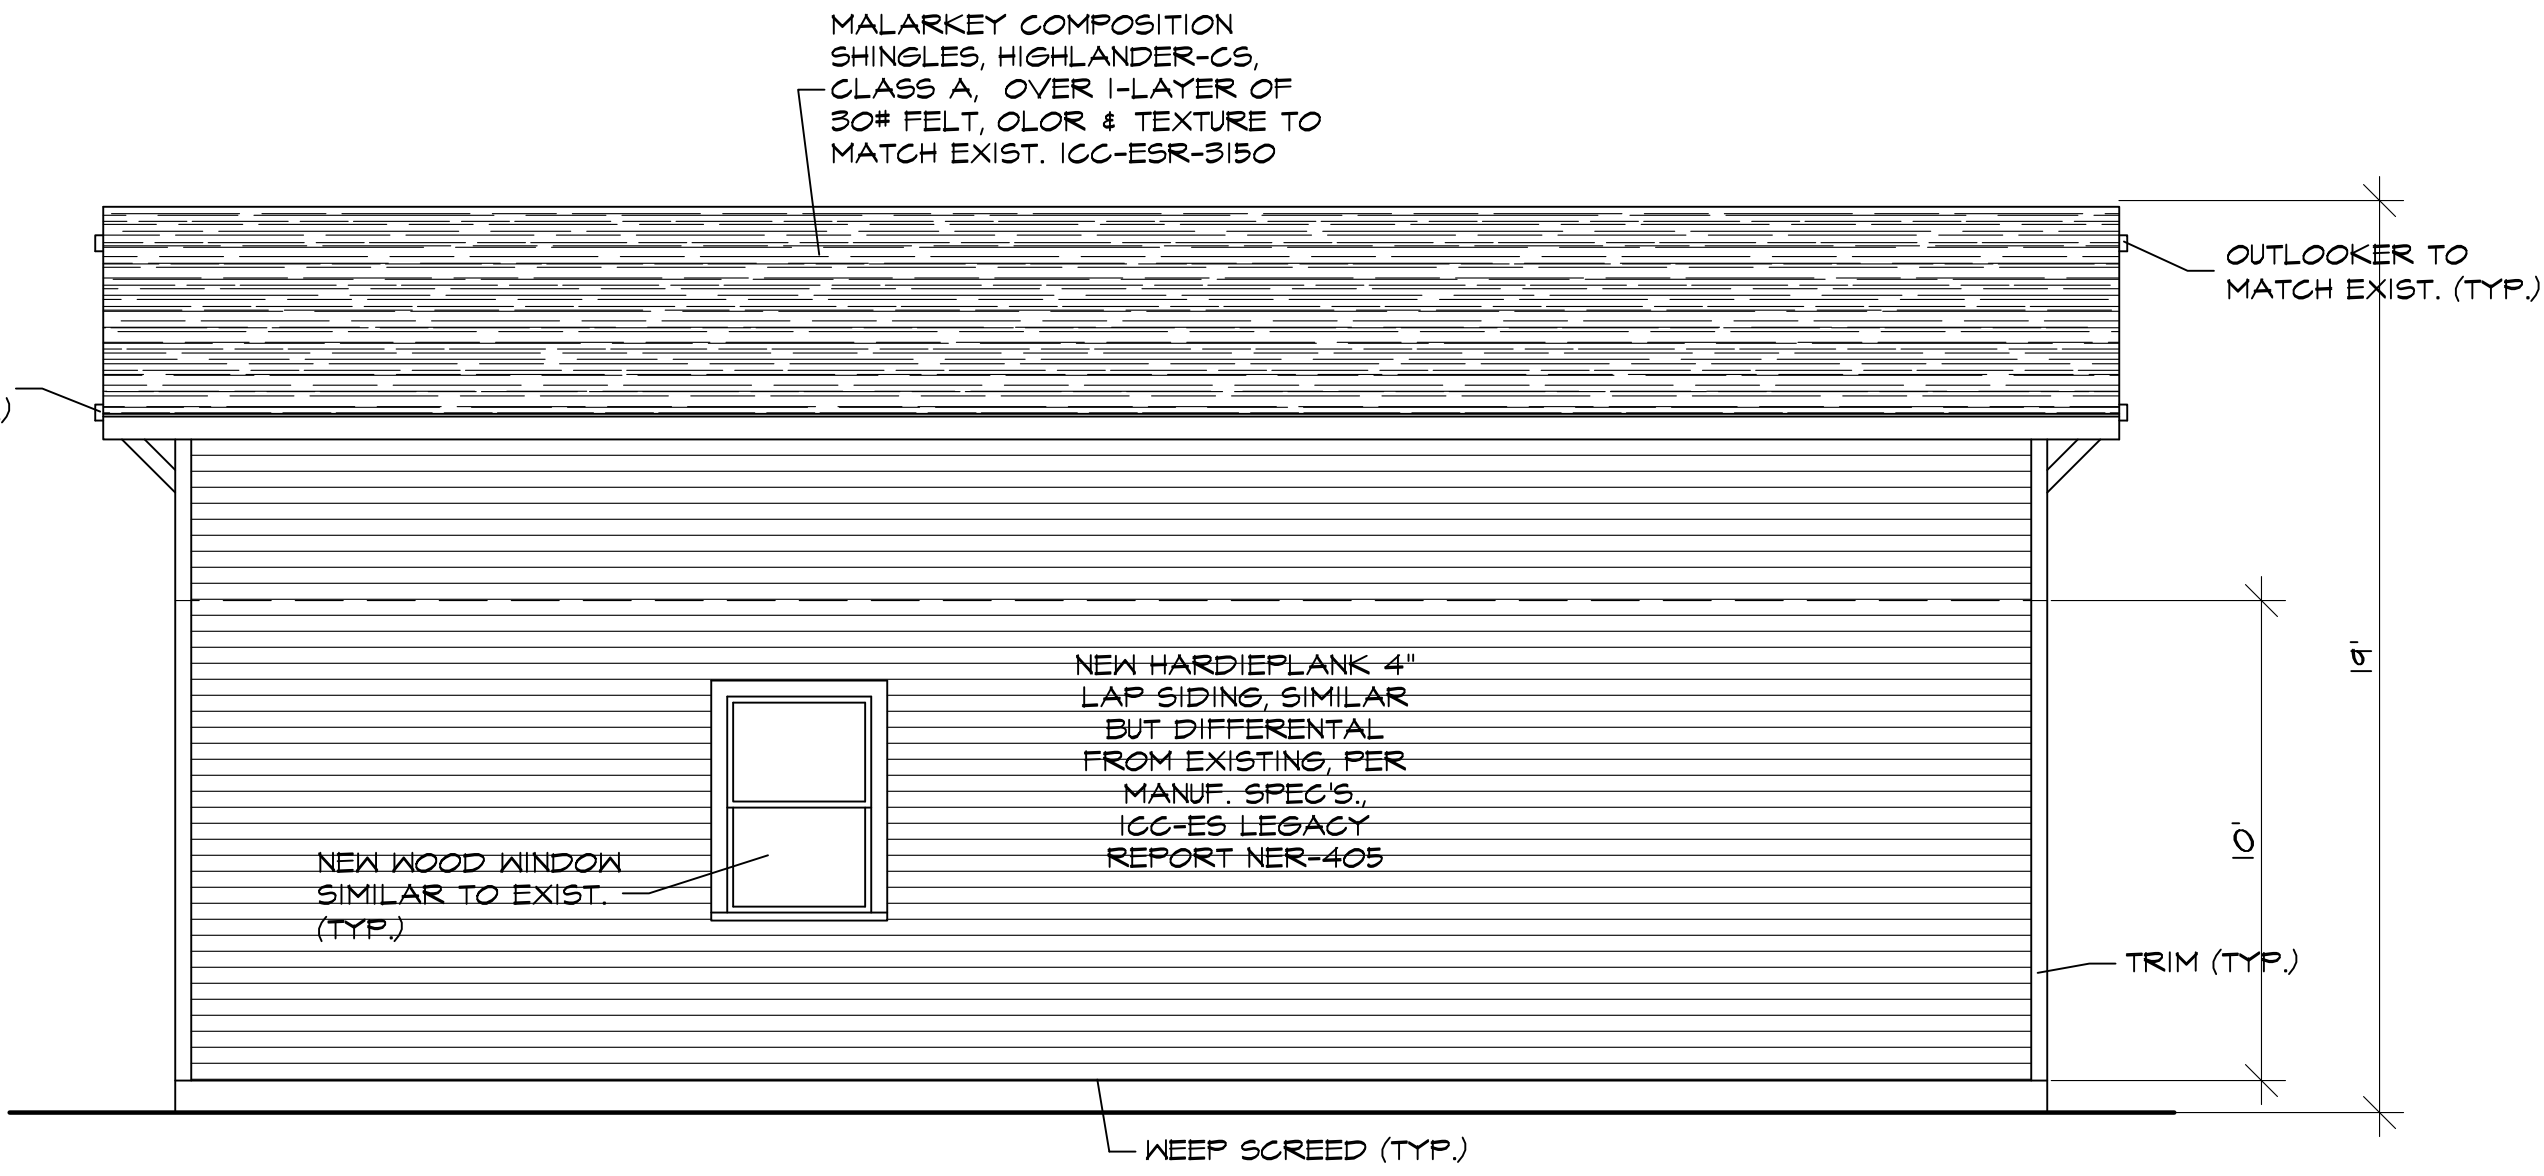 MALARKEY COMPOSITION
SHINGLES, HIGHLANDER-CS,
CLASS A, OVER 1-LAYER OF
30# FELT, OLOR & TEXTURE TO
MATCH EXIST. ICC-ESR-3150
OUTLOOKER TO
MATCH EXIST. (TYP.)
)
19'
NEW HARDIEPLANK 4"
LAP SIDING, SIMILAR
BUT DIFFERENTAL
FROM EXISTING, PER
MANUF. SPEC'S.,
ICC-ES LEGACY
REPORT NER-405
10'
NEW WOOD WINDOW
SIMILAR TO EXIST.
(TYP.)
TRIM (TYP.)
WEEP SCREED (TYP.)